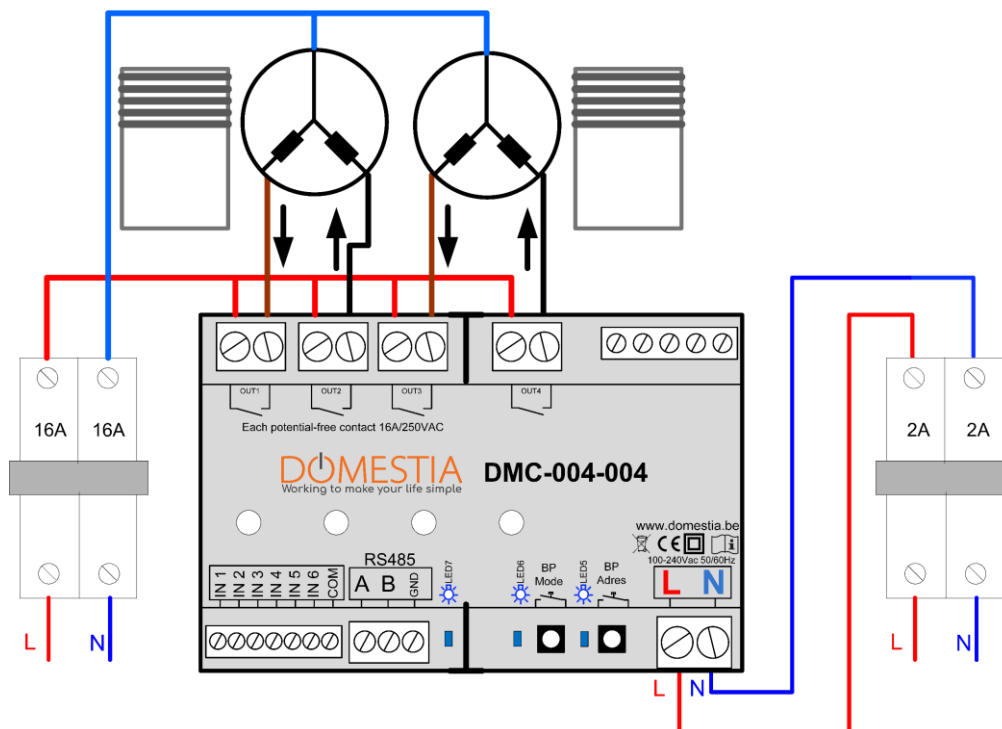 16A
16A
2A
2A
OUT1
OUT2
OUT3
OUT4
Each potential-free contact 16A/250VAC
DOMESTIA
Working to make your life simple
DMC-004-004
www.domestia.be
CE
i
100-240Vac 50/60Hz
L N
RS485
IN 1
IN 2
IN 3
IN 4
IN 5
IN 6
COM
A
B
GND
LED7
LED6
BP
Mode
LED5
BP
Adres
L
N
L
N
L
N